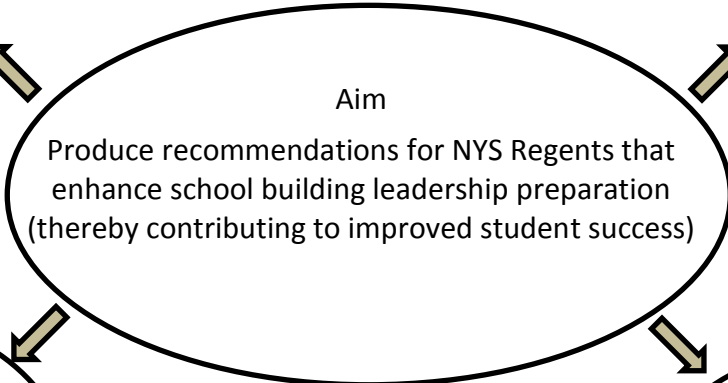 Aim
Produce recommendations for NYS Regents that
enhance school building leadership preparation
(thereby contributing to improved student success)